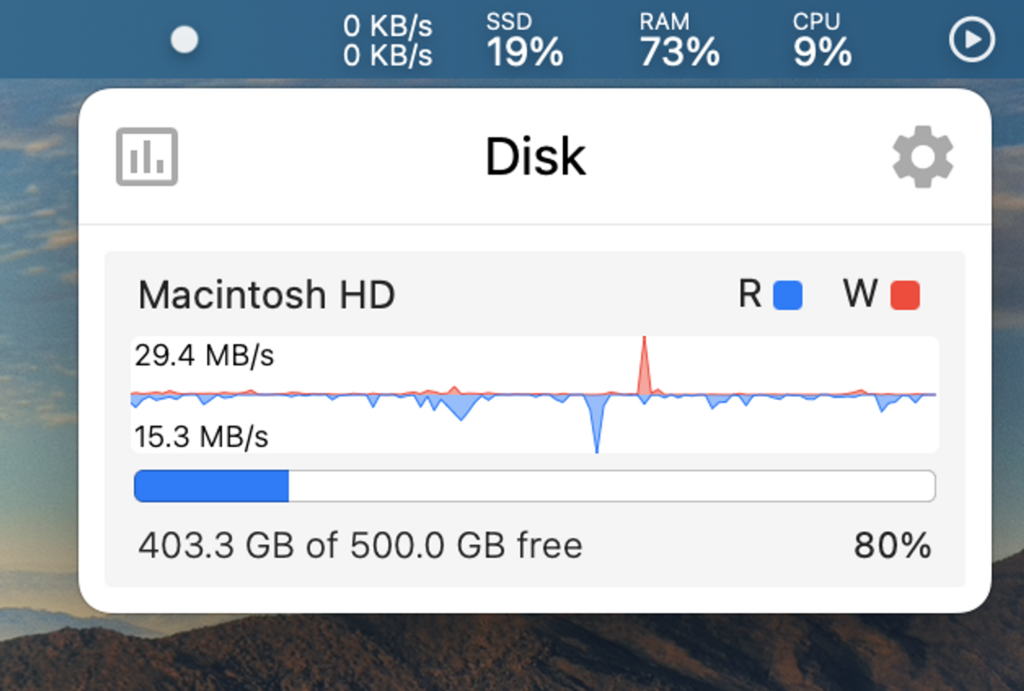 0 KB/s
0 KB/s
SSD
19%
RAM
73%
CPU
9%
Disk
Macintosh HD
R
W
29.4 MB/s
15.3 MB/s
403.3 GB of 500.0 GB free
80%